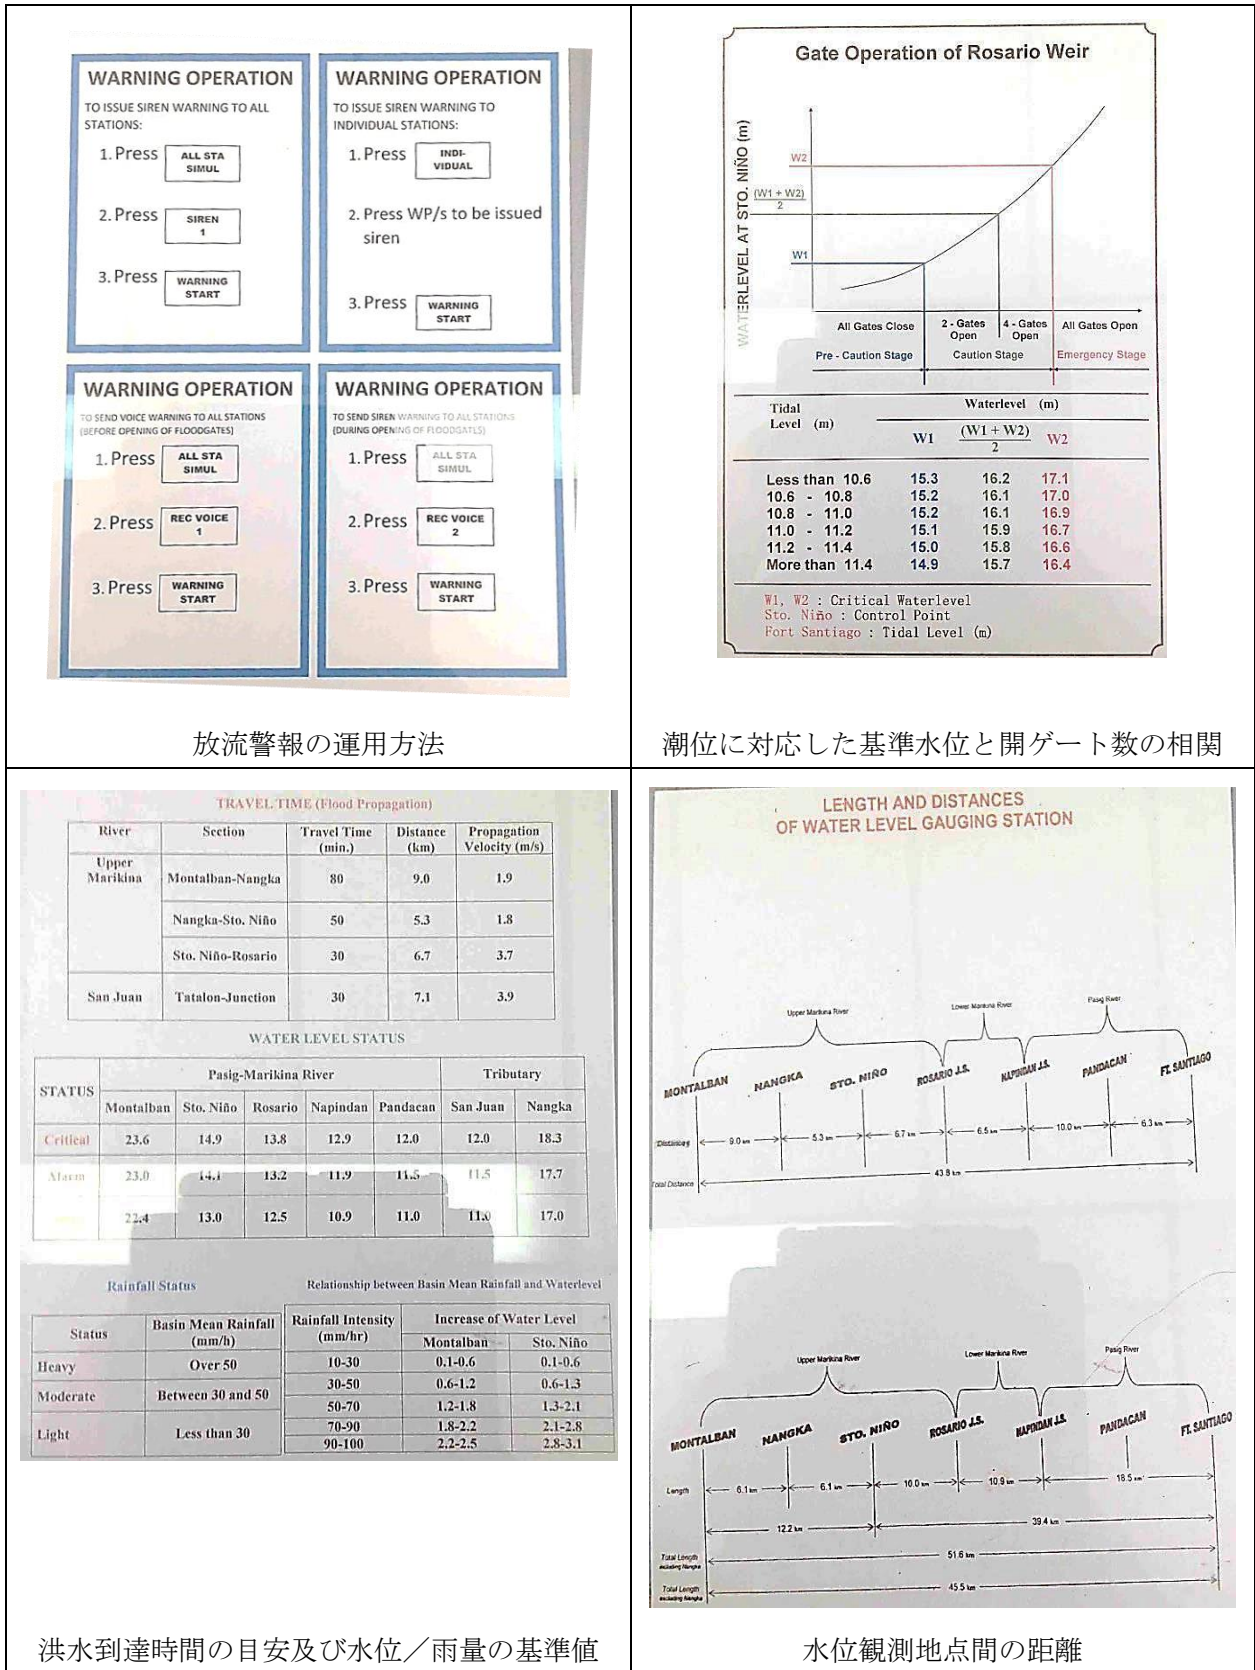 WARNING OPERATION
TO ISSUE SIREN WARNING TO ALL
STATIONS:
1. Press ALL STA
SIMUL
2. Press SIREN
1
3. Press WARNING
START
WARNING OPERATION
TO ISSUE SIREN WARNING TO
INDIVIDUAL STATIONS:
1. Press INDI-
VIDUAL
2. Press WP/s to be issued
siren
3. Press WARNING
START
WARNING OPERATION
TO SEND VOICE WARNING TO ALL STATIONS
(BEFORE OPENING OF FLOODGATES)
1. Press ALL STA
SIMUL
2. Press REC VOICE
1
3. Press WARNING
START
WARNING OPERATION
TO SEND SIREN WARNING TO ALL STATIONS
(DURING OPENING OF FLOODGATES)
1. Press ALL STA
SIMUL
2. Press REC VOICE
2
3. Press WARNING
START
放流警報の運用方法
Gate Operation of Rosario Weir
WATERLEVEL AT STO. NIÑO (m)
W2
(W1 + W2)
2
W1
All Gates Close 2 - Gates Open 4 - Gates Open All Gates Open
Pre - Caution Stage Caution Stage Emergency Stage
Tidal Level (m) Waterlevel (m)
W1 (W1 + W2) 2 W2
Less than 10.6 15.3 16.2 17.1
10.6 - 10.8 15.2 16.1 17.0
10.8 - 11.0 15.2 16.1 16.9
11.0 - 11.2 15.1 15.9 16.7
11.2 - 11.4 15.0 15.8 16.6
More than 11.4 14.9 15.7 16.4
W1, W2 : Critical Waterlevel
Sto. Niño : Control Point
Fort Santiago : Tidal Level (m)
潮位に対応した基準水位と開ゲート数の相関
TRAVEL TIME (Flood Propagation)
River Section Travel Time (min.) Distance (km) Propagation Velocity (m/s)
Upper Marikina Montalban-Nangka 80 9.0 1.9
Nangka-Sto. Niño 50 5.3 1.8
Sto. Niño-Rosario 30 6.7 3.7
San Juan Tatalon-Junction 30 7.1 3.9
WATER LEVEL STATUS
STATUS Pasig-Marikina River Tributary
Montalban Sto. Niño Rosario Napindan Pandacan San Juan Nangka
Critical 23.6 14.9 13.8 12.9 12.0 12.0 18.3
Alarm 23.0 14.1 13.2 11.9 11.5 11.5 17.7
22.4 13.0 12.5 10.9 11.0 11.0 17.0
Rainfall Status
Status Basin Mean Rainfall (mm/h)
Heavy Over 50
Moderate Between 30 and 50
Light Less than 30
Relationship between Basin Mean Rainfall and Waterlevel
Rainfall Intensity (mm/hr) Increase of Water Level
Montalban Sto. Niño
10-30 0.1-0.6 0.1-0.6
30-50 0.6-1.2 0.6-1.3
50-70 1.2-1.8 1.3-2.1
70-90 1.8-2.2 2.1-2.8
90-100 2.2-2.5 2.8-3.1
洪水到達時間の目安及び水位／雨量の基準値
LENGTH AND DISTANCES
OF WATER LEVEL GAUGING STATION
Upper Marikina River Lower Marikina River Pasig River
MONTALBAN NANGKA STO. NIÑO ROSARIO J.S. NAPINDAN J.S. PANDACAN FT. SANTIAGO
Distances 9.0 km 5.3 km 6.7 km 6.5 km 10.0 km 6.3 km
Total Distance 43.8 km
Upper Marikina River Lower Marikina River Pasig River
MONTALBAN NANGKA STO. NIÑO ROSARIO J.S. NAPINDAN J.S. PANDACAN FT. SANTIAGO
Length 6.1 km 6.1 km 10.0 km 10.9 km 18.5 km
12.2 km 39.4 km
Total Length 51.6 km
Total Length excluding Nangka 45.5 km
水位観測地点間の距離